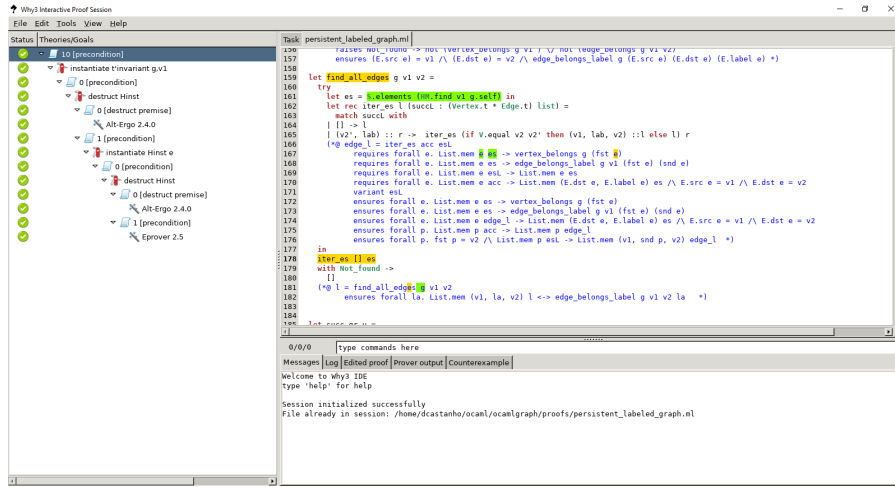 Why3 Interactive Proof Session
File Edit Tools View Help
Status Theories/Goals
10 [precondition]
instantiate t'invariant g,v1
0 [precondition]
destruct Hinst
0 [destruct premise]
Alt-Ergo 2.4.0
1 [precondition]
instantiate Hinst e
0 [precondition]
destruct Hinst
0 [destruct premise]
Alt-Ergo 2.4.0
1 [precondition]
Eprover 2.5
Task persistent_labeled_graph.ml
156 raises Not_found -> not (vertex_belongs g v1 ) \/ not (edge_belongs g v1 v2)
157 ensures (E.src e) = v1 /\ (E.dst e) = v2 /\ edge_belongs_label g (E.src e) (E.dst e) (E.label e) *)
158
159 let find_all_edges g v1 v2 =
160 try
161 let es = S.elements (HM.find v1 g.self) in
162 let rec iter_es l (succL : (Vertex.t * Edge.t) list) =
163 match succL with
164 | [] -> l
165 | (v2', lab) :: r -> iter_es (if V.equal v2 v2' then (v1, lab, v2) ::l else l) r
166 (*@ edge_l = iter_es acc esL
167 requires forall e. List.mem e es -> vertex_belongs g (fst e)
168 requires forall e. List.mem e es -> edge_belongs_label g v1 (fst e) (snd e)
169 requires forall e. List.mem e esL -> List.mem e es
170 requires forall e. List.mem e acc -> List.mem (E.dst e, E.label e) es /\ E.src e = v1 /\ E.dst e = v2
171 variant esL
172 ensures forall e. List.mem e es -> vertex_belongs g (fst e)
173 ensures forall e. List.mem e es -> edge_belongs_label g v1 (fst e) (snd e)
174 ensures forall e. List.mem e edge_l -> List.mem (E.dst e, E.label e) es /\ E.src e = v1 /\ E.dst e = v2
175 ensures forall p. List.mem p acc -> List.mem p edge_l
176 ensures forall p. fst p = v2 /\ List.mem p esL -> List.mem (v1, snd p, v2) edge_l *)
177 in
178 iter_es [] es
179 with Not_found ->
180 []
181 (*@ l = find_all_edges g v1 v2
182 ensures forall la. List.mem (v1, la, v2) l <-> edge_belongs_label g v1 v2 la *)
183
184
0/0/0 type commands here
Messages Log Edited proof Prover output Counterexample
Welcome to Why3 IDE
type 'help' for help
Session initialized successfully
File already in session: /home/dcastanho/ocaml/ocamlgraph/proofs/persistent_labeled_graph.ml